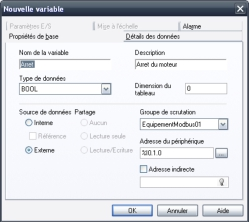 Nouvelle variable
Paramètres E/S
Mise à l'échelle
Alarme
Propriétés de base
Détails des données
Nom de la variable
Description
Arret
Arret du moteur
Type de données
Dimension du tableau
BOOL
0
Source de données
Partage
Groupe de scrutation
Interne
Aucun
EquipementModbus01
Référence
Lecture seule
Adresse du périphérique
Externe
Lecture/Ecriture
%I0.1.0
...
Adresse indirecte
OK
Annuler
Aide